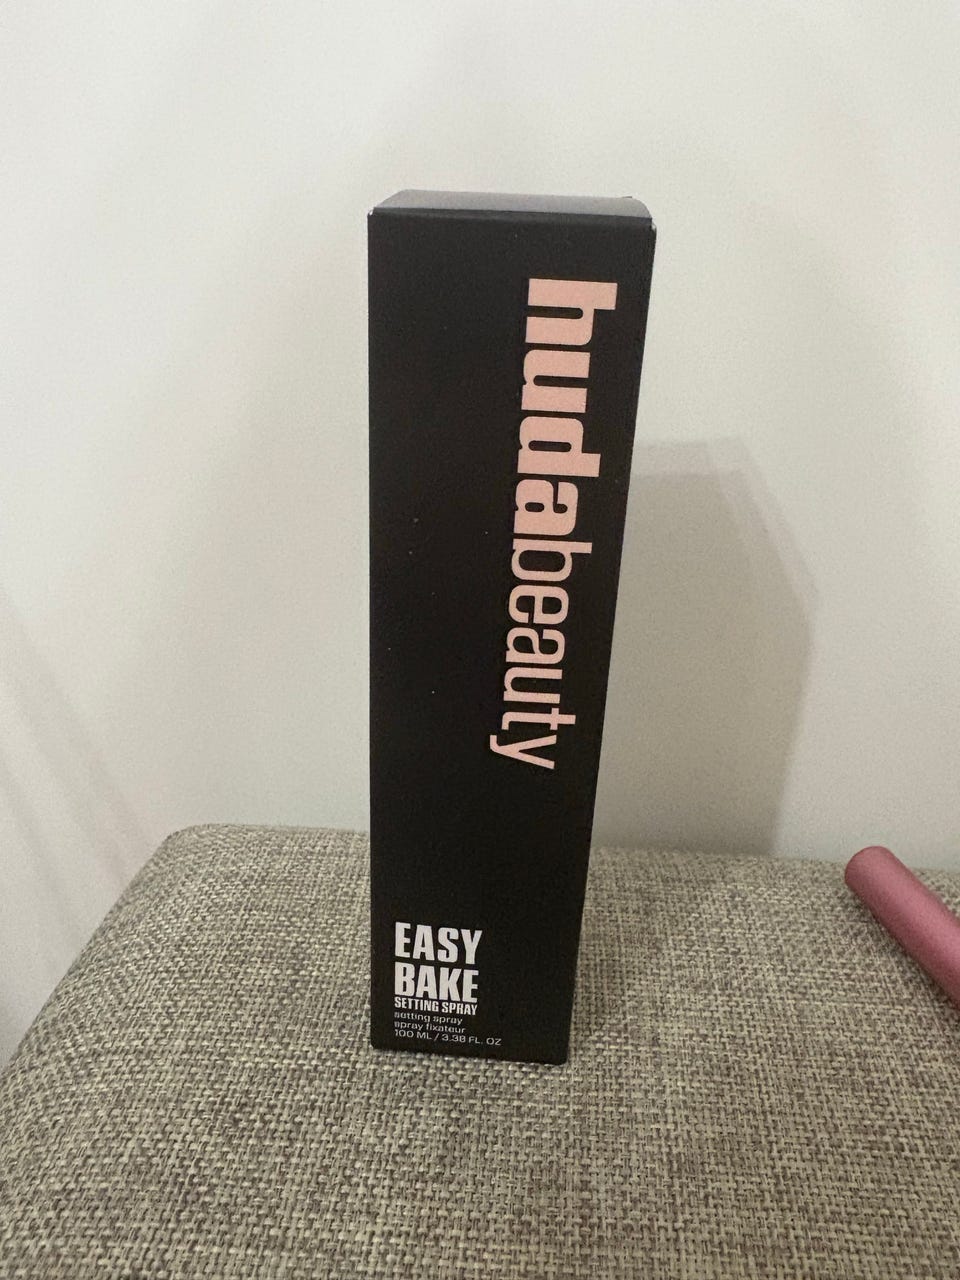 hudabeauty
EASY
BAKE
SETTING SPRAY
setting spray
spray fixateur
100 ML / 3.38 FL. OZ